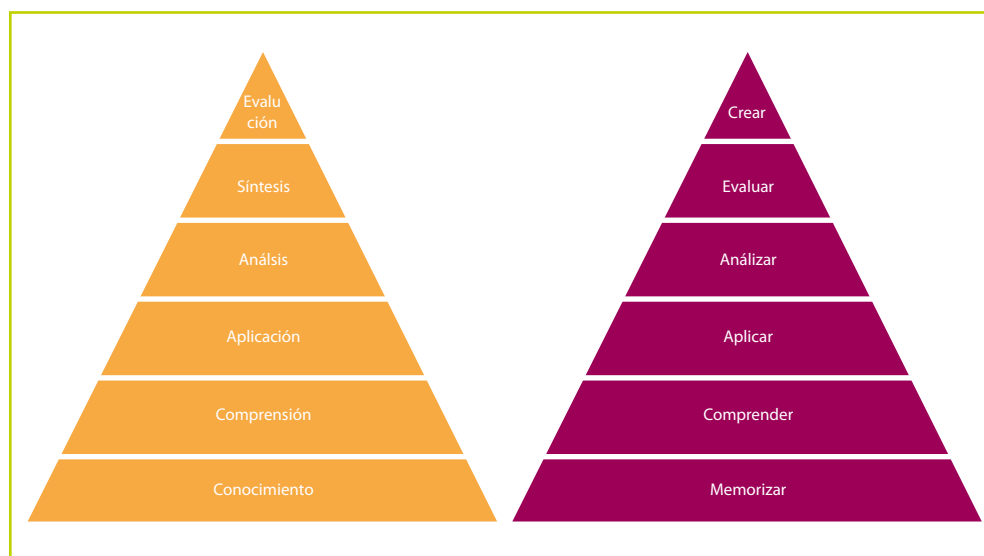 Evalu
ción
Síntesis
Análsis
Aplicación
Comprensión
Conocimiento
Crear
Evaluar
Análizar
Aplicar
Comprender
Memorizar